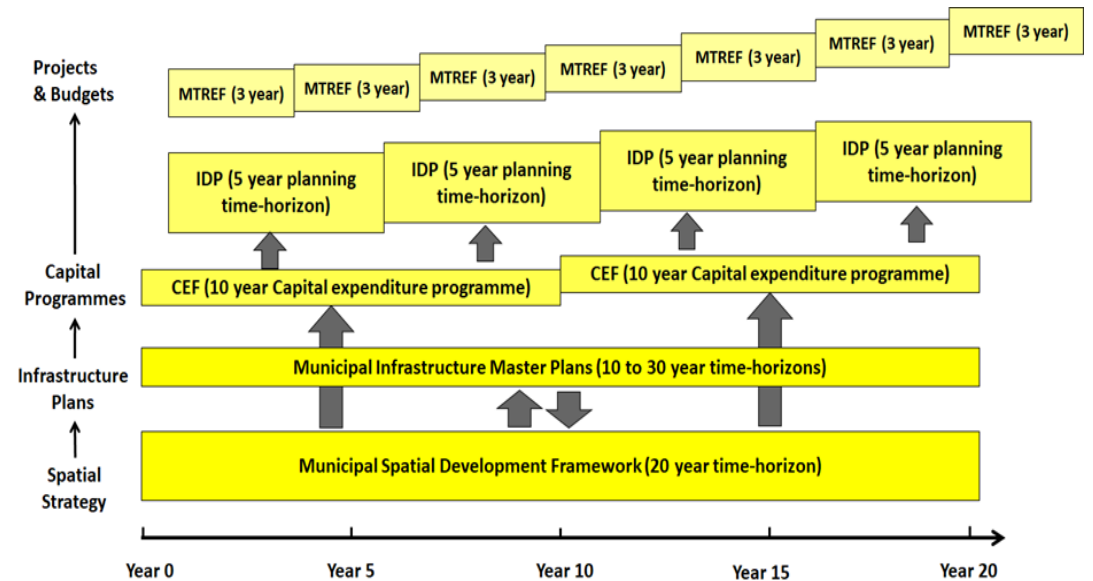 MTREF (3 year)
MTREF (3 year)
MTREF (3 year)
MTREF (3 year)
MTREF (3 year)
MTREF (3 year)
MTREF (3 year)
Projects
& Budgets
IDP (5 year planning
time-horizon)
IDP (5 year planning
time-horizon)
IDP (5 year planning
time-horizon)
IDP (5 year planning
time-horizon)
Capital
Programmes
CEF (10 year Capital expenditure programme)
CEF (10 year Capital expenditure programme)
Infrastructure
Plans
Municipal Infrastructure Master Plans (10 to 30 year time-horizons)
Spatial
Strategy
Municipal Spatial Development Framework (20 year time-horizon)
Year 0
Year 5
Year 10
Year 15
Year 20